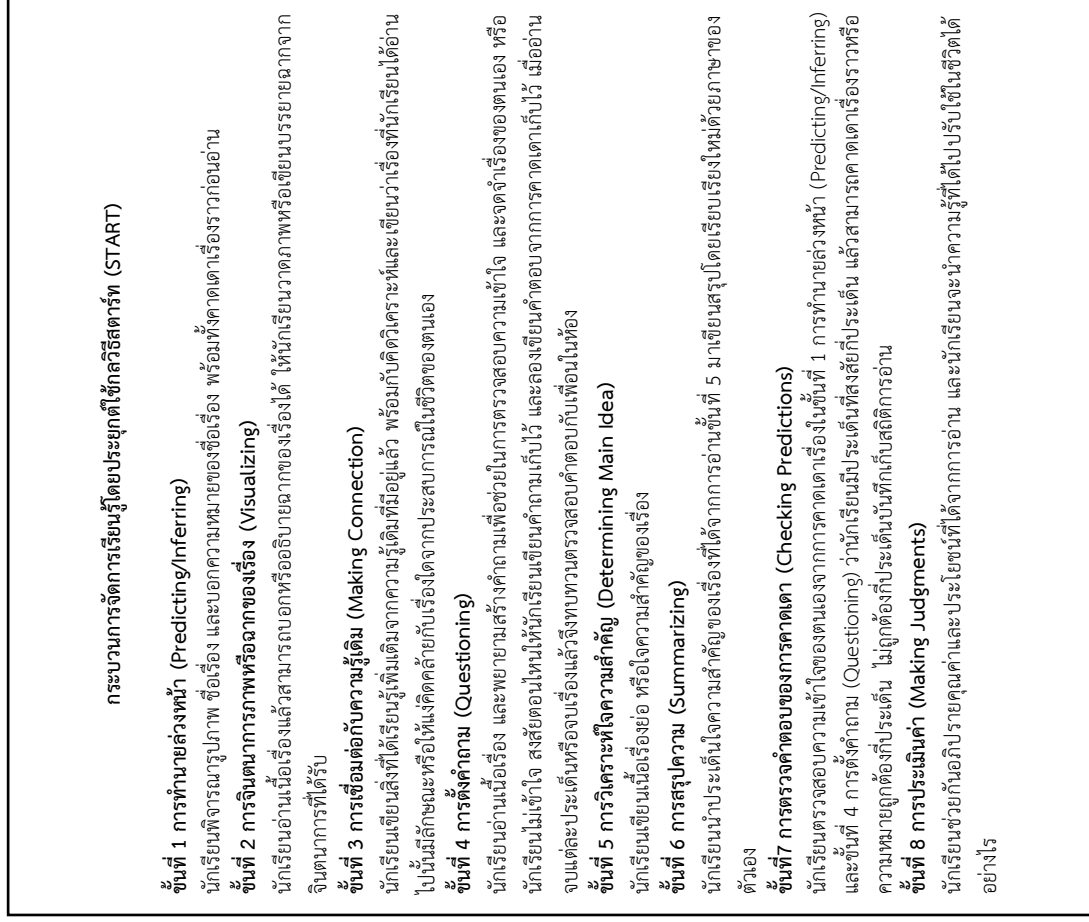 กระบวนการจัดการเรียนรู้โดยประยุกต์ใช้กลวิธีสตาร์ท (START)
ขั้นที่ 1 การทำนายล่วงหน้า (Predicting/Inferring)
นักเรียนพิจารณารูปภาพ ชื่อเรื่อง และบอกความหมายของชื่อเรื่อง พร้อมทั้งคาดเดาเรื่องราวก่อนอ่าน
ขั้นที่ 2 การจินตนาการภาพหรือฉากของเรื่อง (Visualizing)
นักเรียนอ่านเนื้อเรื่องแล้วสามารถบอกหรืออธิบายฉากของเรื่องได้ ให้นักเรียนวาดภาพหรือเขียนบรรยายฉากจาก
จินตนาการที่ได้รับ
ขั้นที่ 3 การเชื่อมต่อกับความรู้เดิม (Making Connection)
นักเรียนเขียนสิ่งที่ได้เรียนรู้เพิ่มเติมจากความรู้เดิมที่มีอยู่แล้ว พร้อมกับคิดวิเคราะห์และเขียนว่าเรื่องที่นักเรียนได้อ่าน
ไปนั้นมีลักษณะหรือให้แง่คิดคล้ายกับเรื่องใดจากประสบการณ์ในชีวิตของตนเอง
ขั้นที่ 4 การตั้งคำถาม (Questioning)
นักเรียนอ่านเนื้อเรื่อง และพยายามสร้างคำถามเพื่อช่วยในการตรวจสอบความเข้าใจ และจดจำเรื่องของตนเอง หรือ
นักเรียนไม่เข้าใจ สงสัยตอนไหนให้นักเรียนเขียนคำถามเก็บไว้ และลองเขียนคำตอบจากการคาดเดาเก็บไว้ เมื่ออ่าน
จบแต่ละประเด็นหรือจบเรื่องแล้วจึงทบทวนตรวจสอบคำตอบกับเพื่อนในห้อง
ขั้นที่ 5 การวิเคราะห์ใจความสำคัญ (Determining Main Idea)
นักเรียนเขียนเนื้อเรื่องย่อ หรือใจความสำคัญของเรื่อง
ขั้นที่ 6 การสรุปความ (Summarizing)
นักเรียนนำประเด็นใจความสำคัญของเรื่องที่ได้จากการอ่านขั้นที่ 5 มาเขียนสรุปโดยเรียบเรียงใหม่ด้วยภาษาของ
ตัวเอง
ขั้นที่7 การตรวจคำตอบของการคาดเดา (Checking Predictions)
นักเรียนตรวจสอบความเข้าใจของตนเองจากการคาดเดาเรื่องในขั้นที่ 1 การทำนายล่วงหน้า (Predicting/Inferring)
และขั้นที่ 4 การตั้งคำถาม (Questioning) ว่านักเรียนมีประเด็นที่สงสัยกี่ประเด็น แล้วสามารถคาดเดาเรื่องราวหรือ
ความหมายถูกต้องกี่ประเด็น ไม่ถูกต้องกี่ประเด็นบันทึกเก็บสถิติการอ่าน
ขั้นที่ 8 การประเมินค่า (Making Judgments)
นักเรียนช่วยกันอภิปรายคุณค่าและประโยชน์ที่ได้จากการอ่าน และนักเรียนจะนำความรู้ที่ได้ไปปรับใช้ในชีวิตได้
อย่างไร